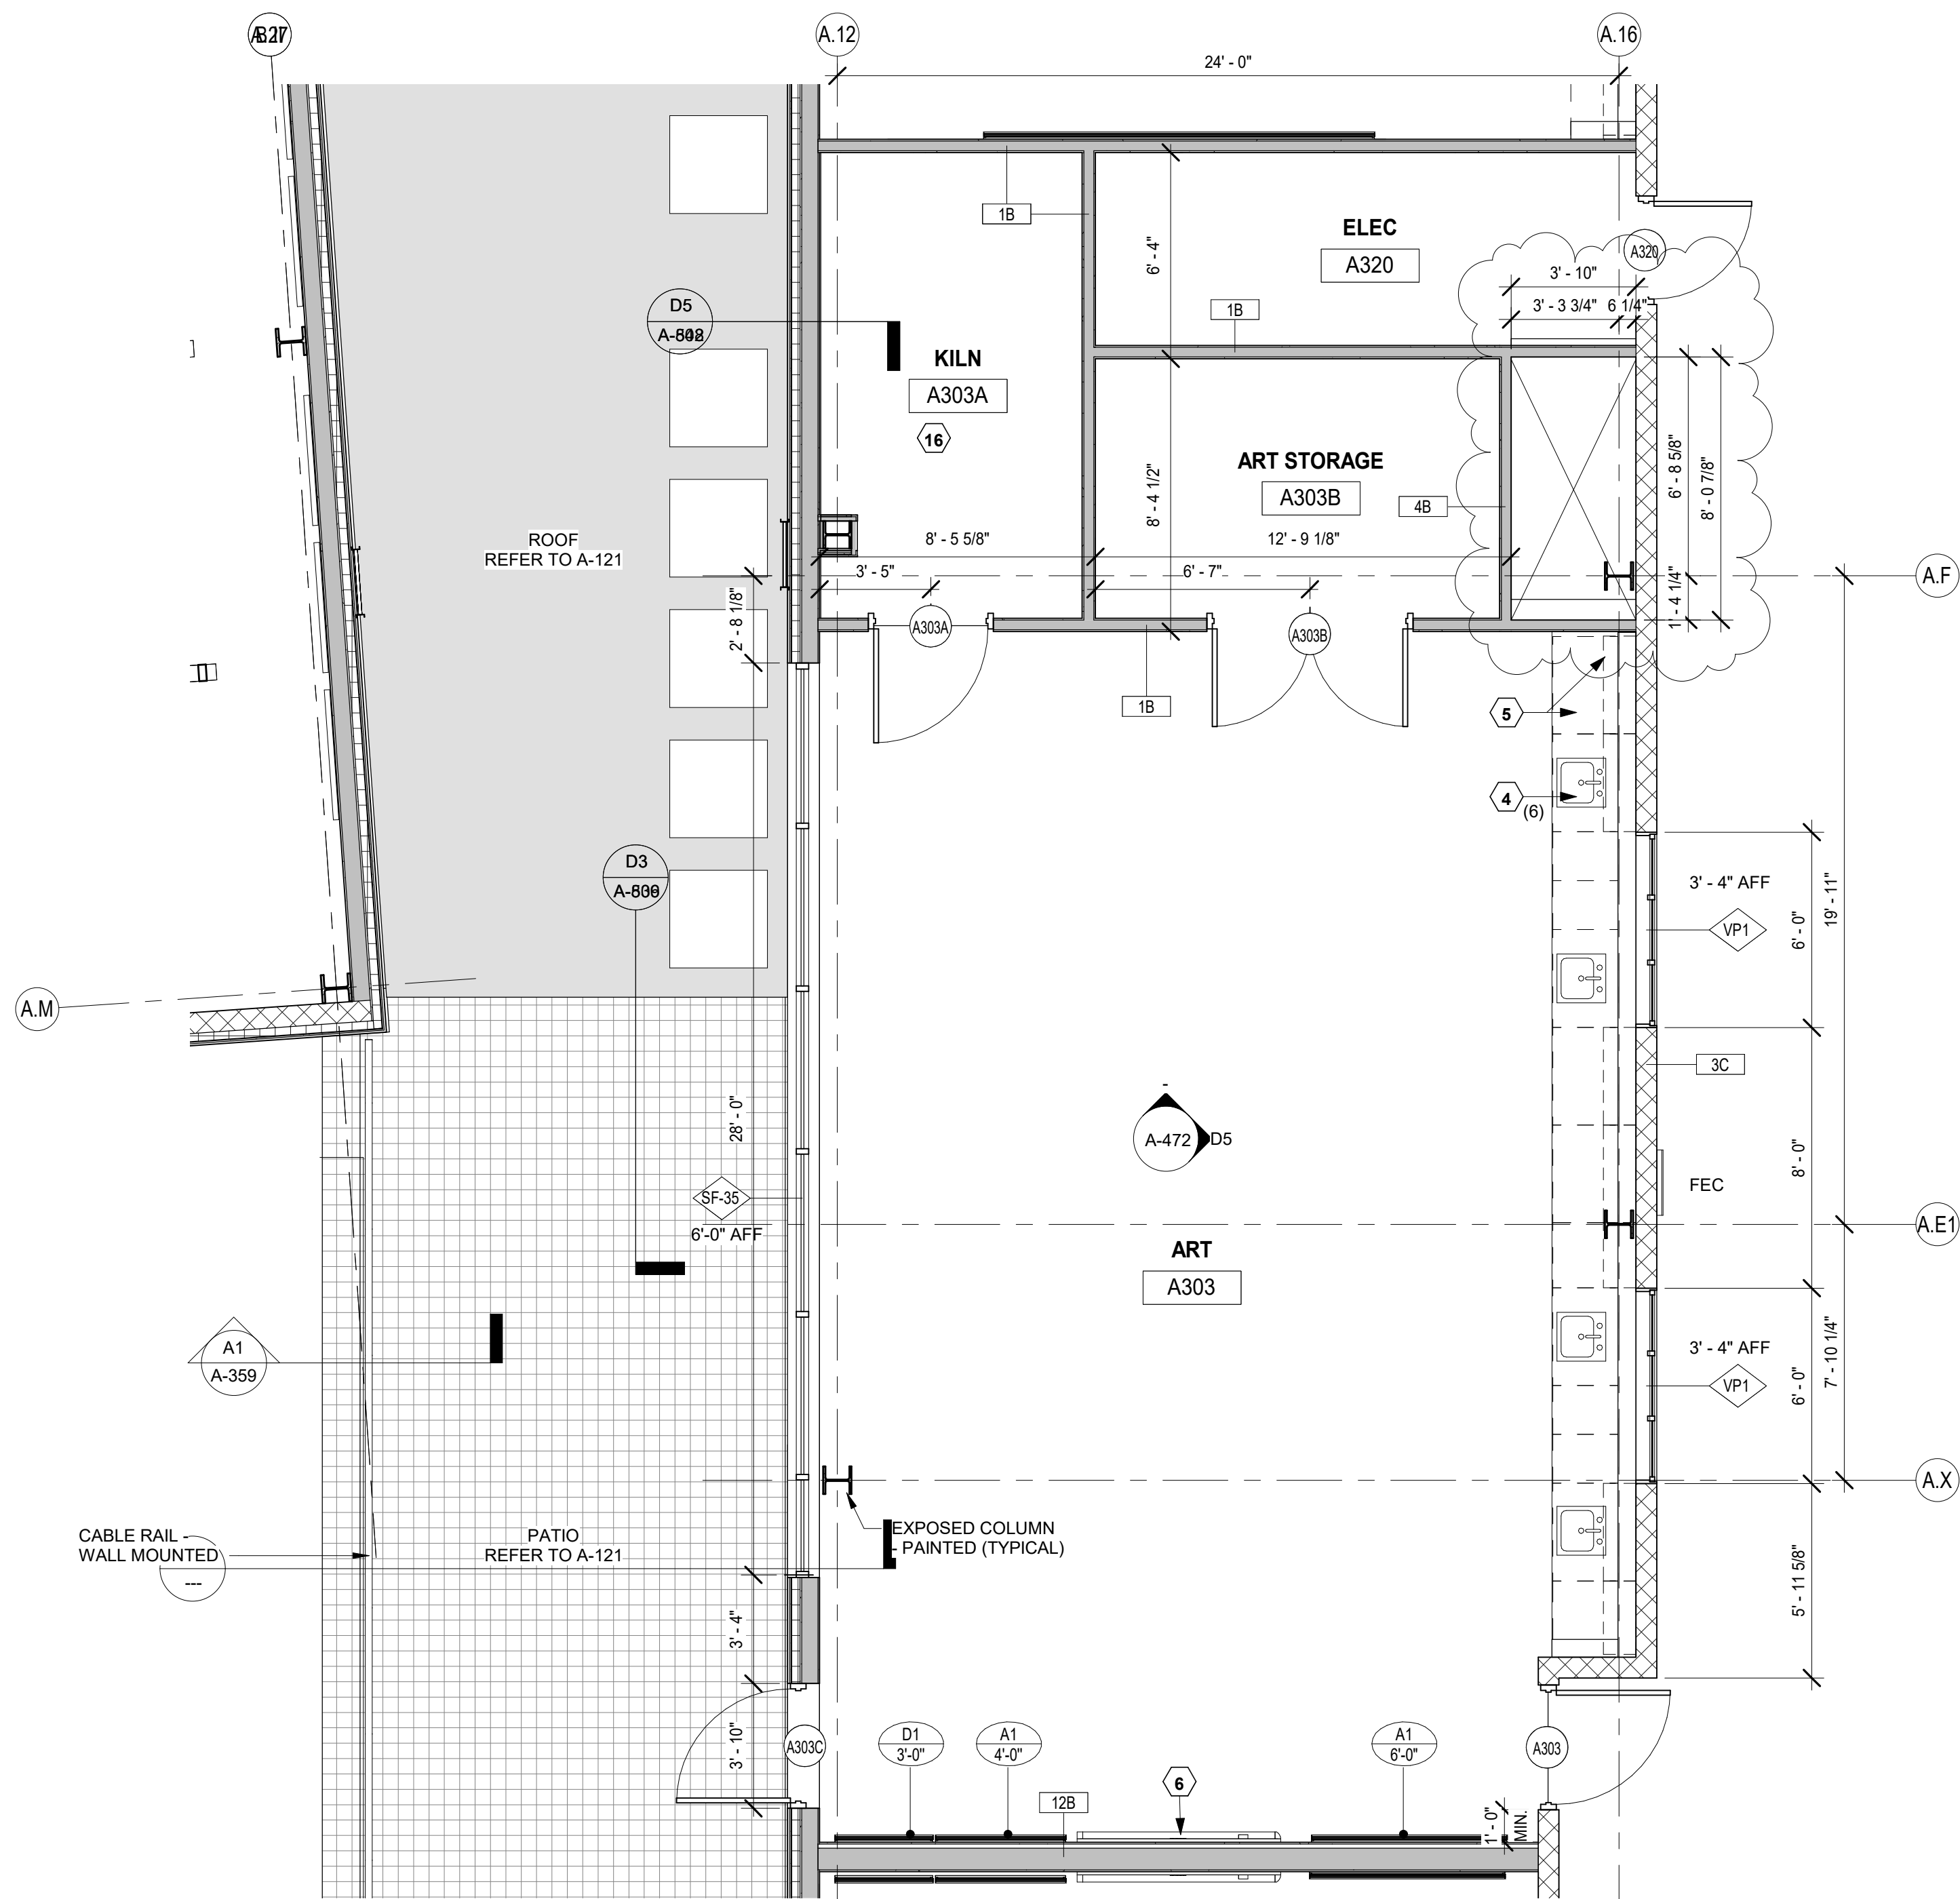 A.12
A.16
24' - 0"
1B
ELEC
A320
A320
6' - 4"
3' - 10"
3' - 3 3/4"
6 1/4"
1B
D5
KILN
A303A
16
ART STORAGE
A303B
4B
8' - 4 1/2"
6' - 8 5/8"
8' - 0 7/8"
ROOF
REFER TO A-121
8' - 5 5/8"
12' - 9 1/8"
3' - 5"
6' - 7"
A.F
2' - 8 1/8"
1' - 4 1/4"
A303A
A303B
1B
5
4
(6)
D3
3' - 4" AFF
VP1
6' - 0"
19' - 11"
A.M
3C
28' - 0"
-
A-472
D5
8' - 0"
FEC
SF-35
6'-0" AFF
A.E1
ART
A303
A1
A-359
3' - 4" AFF
VP1
6' - 0"
7' - 10 1/4"
A.X
CABLE RAIL -
WALL MOUNTED
---
PATIO
REFER TO A-121
EXPOSED COLUMN
- PAINTED (TYPICAL)
5' - 11 5/8"
3' - 4"
3' - 10"
A303C
D1
3'-0"
A1
4'-0"
A1
6'-0"
A303
6
12B
1' - 0"
MIN.